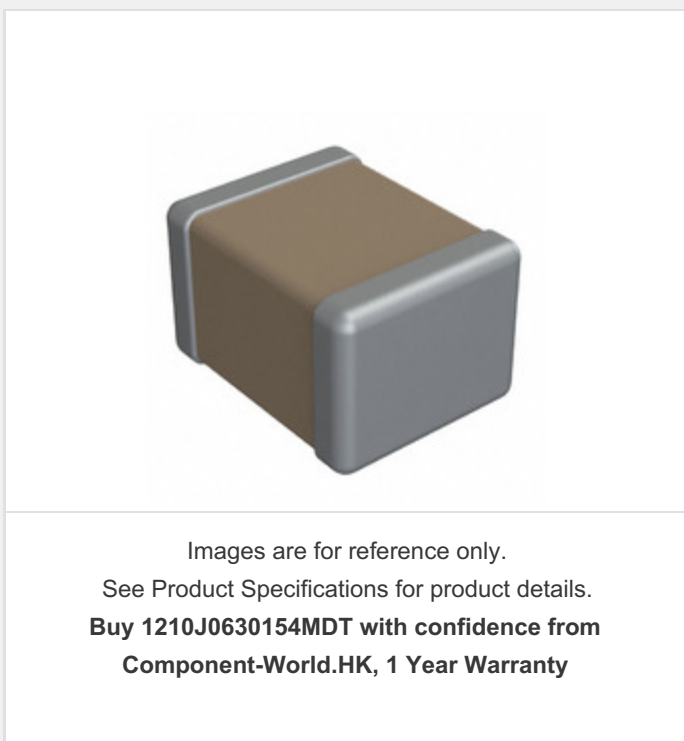 Images are for reference only.
See Product Specifications for product details.
Buy 1210J0630154MDT with confidence from
Component-World.HK, 1 Year Warranty